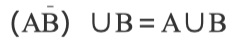 (AB̄) ∪B = A∪B